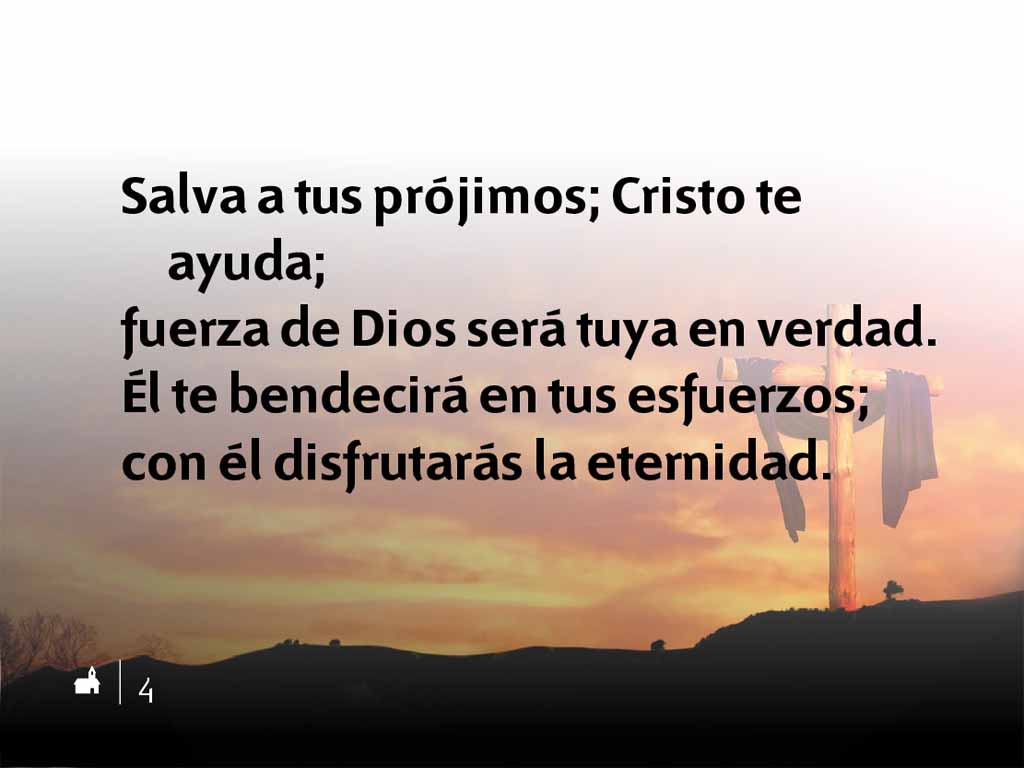 Salva a tus prójimos; Cristo te
ayuda;
fuerza de Dios será tuya en verdad.
Él te bendecirá en tus esfuerzos;
con él disfrutarás la eternidad.
4